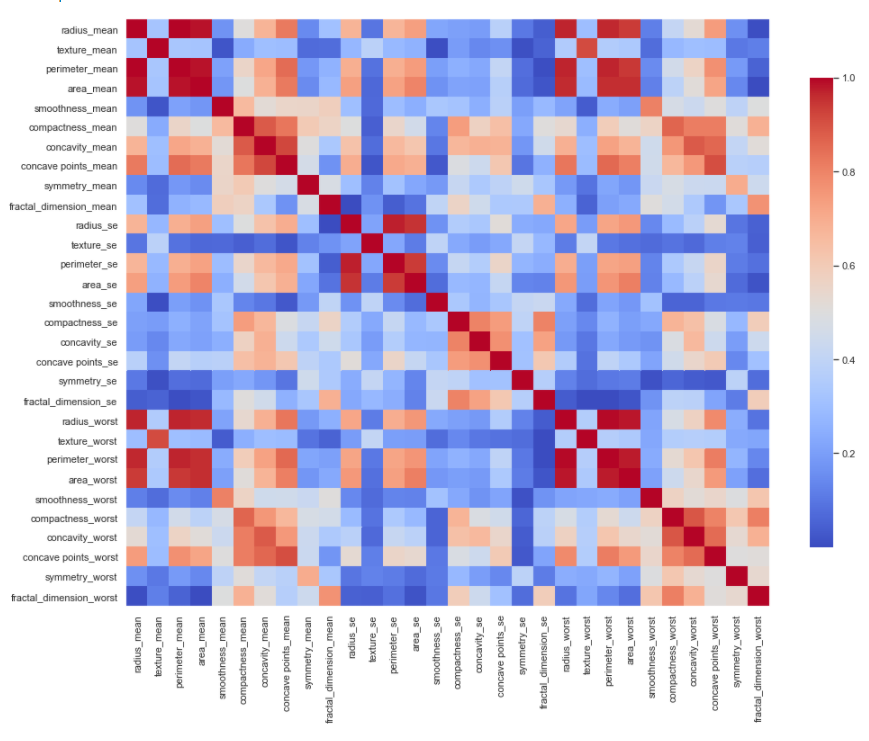 radius_mean
texture_mean
perimeter_mean
area_mean
smoothness_mean
compactness_mean
concavity_mean
concave points_mean
symmetry_mean
fractal_dimension_mean
radius_se
texture_se
perimeter_se
area_se
smoothness_se
compactness_se
concavity_se
concave points_se
symmetry_se
fractal_dimension_se
radius_worst
texture_worst
perimeter_worst
area_worst
smoothness_worst
compactness_worst
concavity_worst
concave points_worst
symmetry_worst
fractal_dimension_worst
1.0
0.8
0.6
0.4
0.2
radius_mean
texture_mean
perimeter_mean
area_mean
smoothness_mean
compactness_mean
concavity_mean
concave points_mean
symmetry_mean
fractal_dimension_mean
radius_se
texture_se
perimeter_se
area_se
smoothness_se
compactness_se
concavity_se
concave points_se
symmetry_se
fractal_dimension_se
radius_worst
texture_worst
perimeter_worst
area_worst
smoothness_worst
compactness_worst
concavity_worst
concave points_worst
symmetry_worst
fractal_dimension_worst